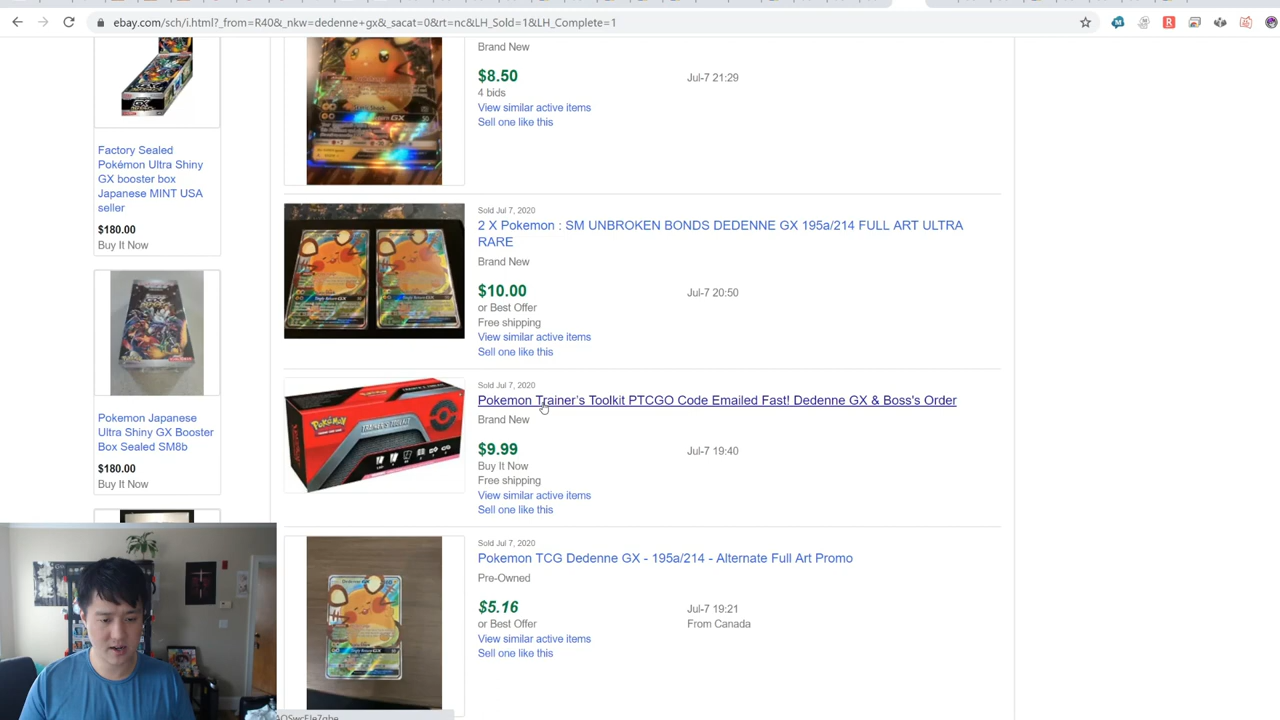 ebay.com/sch/i.html?_from=R40&_nkw=dedenne+gx&_sacat=0&rt=nc&LH_Sold=1&LH_Complete=1
Factory Sealed
Pokémon Ultra Shiny
GX booster box
Japanese MINT USA
seller
$180.00
Buy It Now
Pokemon Japanese
Ultra Shiny GX Booster
Box Sealed SM8b
$180.00
Buy It Now
Brand New
$8.50
Jul-7 21:29
4 bids
View similar active items
Sell one like this
Sold Jul 7, 2020
2 X Pokemon : SM UNBROKEN BONDS DEDENNE GX 195a/214 FULL ART ULTRA
RARE
Brand New
$10.00
Jul-7 20:50
or Best Offer
Free shipping
View similar active items
Sell one like this
Sold Jul 7, 2020
Pokemon Trainer's Toolkit PTCGO Code Emailed Fast! Dedenne GX & Boss's Order
Brand New
$9.99
Jul-7 19:40
Buy It Now
Free shipping
View similar active items
Sell one like this
POKéMON
TRAINER'S TOOLKIT
Sold Jul 7, 2020
Pokemon TCG Dedenne GX - 195a/214 - Alternate Full Art Promo
Pre-Owned
$5.16
Jul-7 19:21
or Best Offer
From Canada
View similar active items
Sell one like this